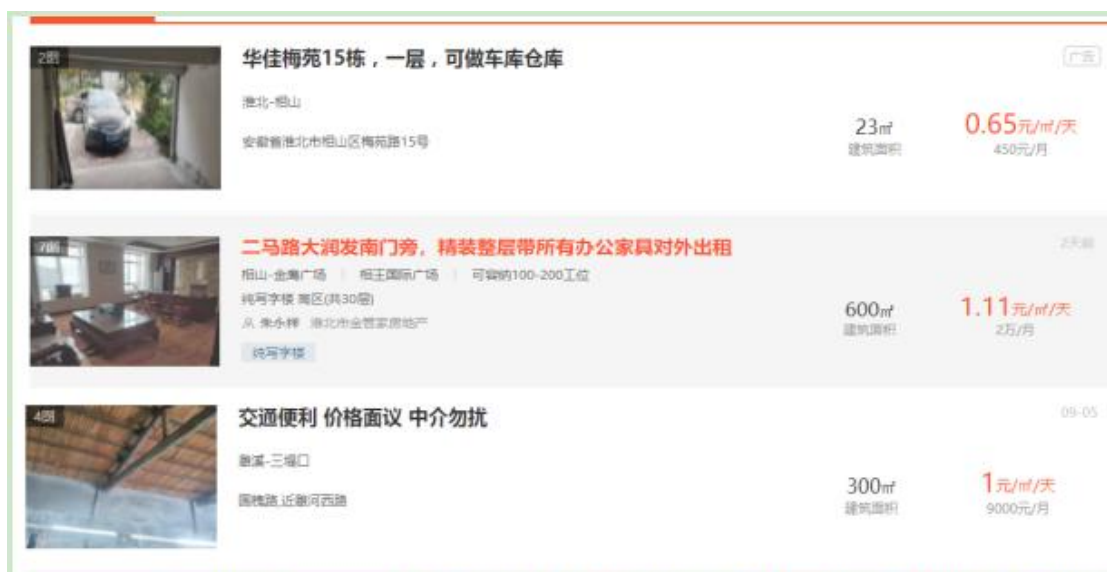 2图
华佳梅苑15栋，一层，可做车库仓库
广告
淮北-相山
安徽省淮北市相山区梅苑路15号
23㎡
建筑面积
0.65元/㎡/天
450元/月
7图
二马路大润发南门旁，精装整层带所有办公家具对外出租
2天前
相山-金鹰广场 | 相王国际广场 | 可容纳100-200工位
纯写字楼 高区(共30层)
朱永祥 淮北市金管家房地产
纯写字楼
600㎡
建筑面积
1.11元/㎡/天
2万/月
4图
交通便利 价格面议 中介勿扰
09-05
濉溪-三堤口
国槐路,近濉河西路
300㎡
建筑面积
1元/㎡/天
9000元/月